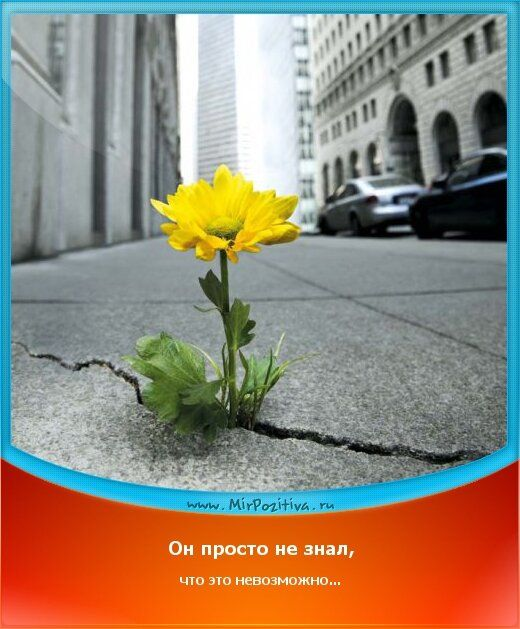 www.MirPozitiva.ru
Он просто не знал,
что это невозможно...